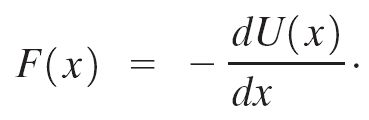 F(x) = − dU(x)/dx.